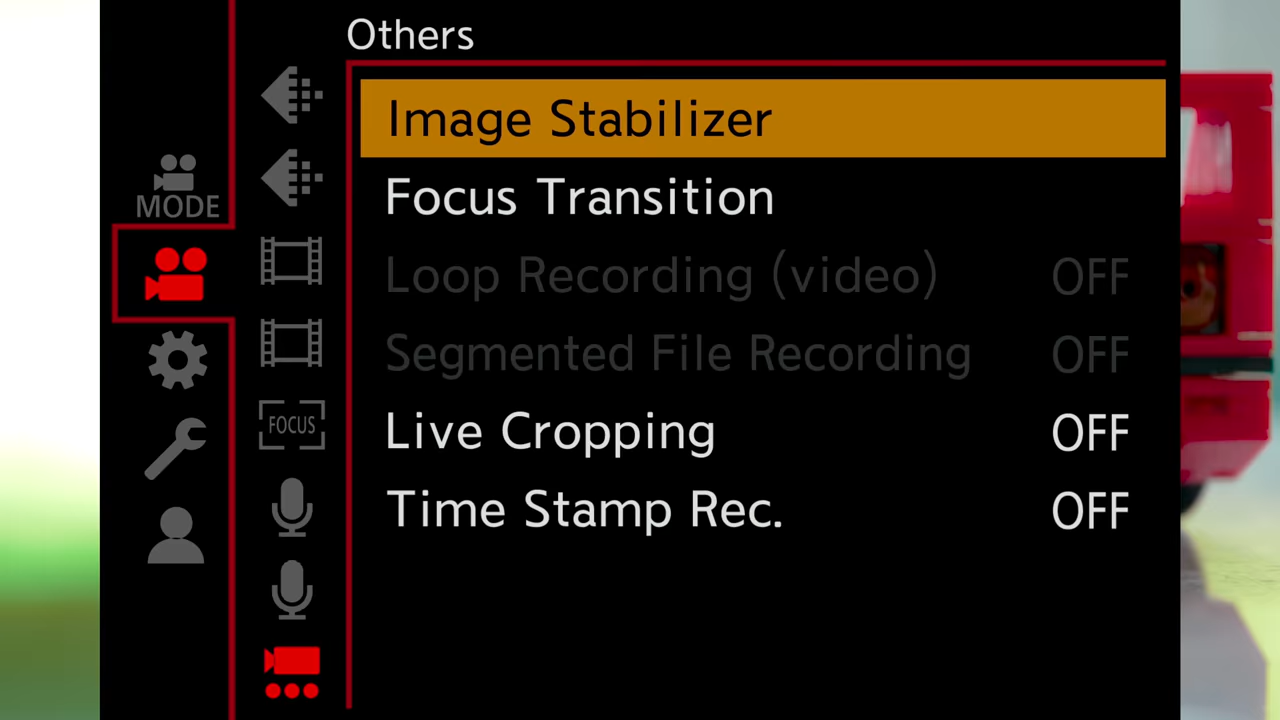 Others
Image Stabilizer
Focus Transition
MODE
Loop Recording (video) OFF
Segmented File Recording OFF
FOCUS
Live Cropping OFF
Time Stamp Rec. OFF